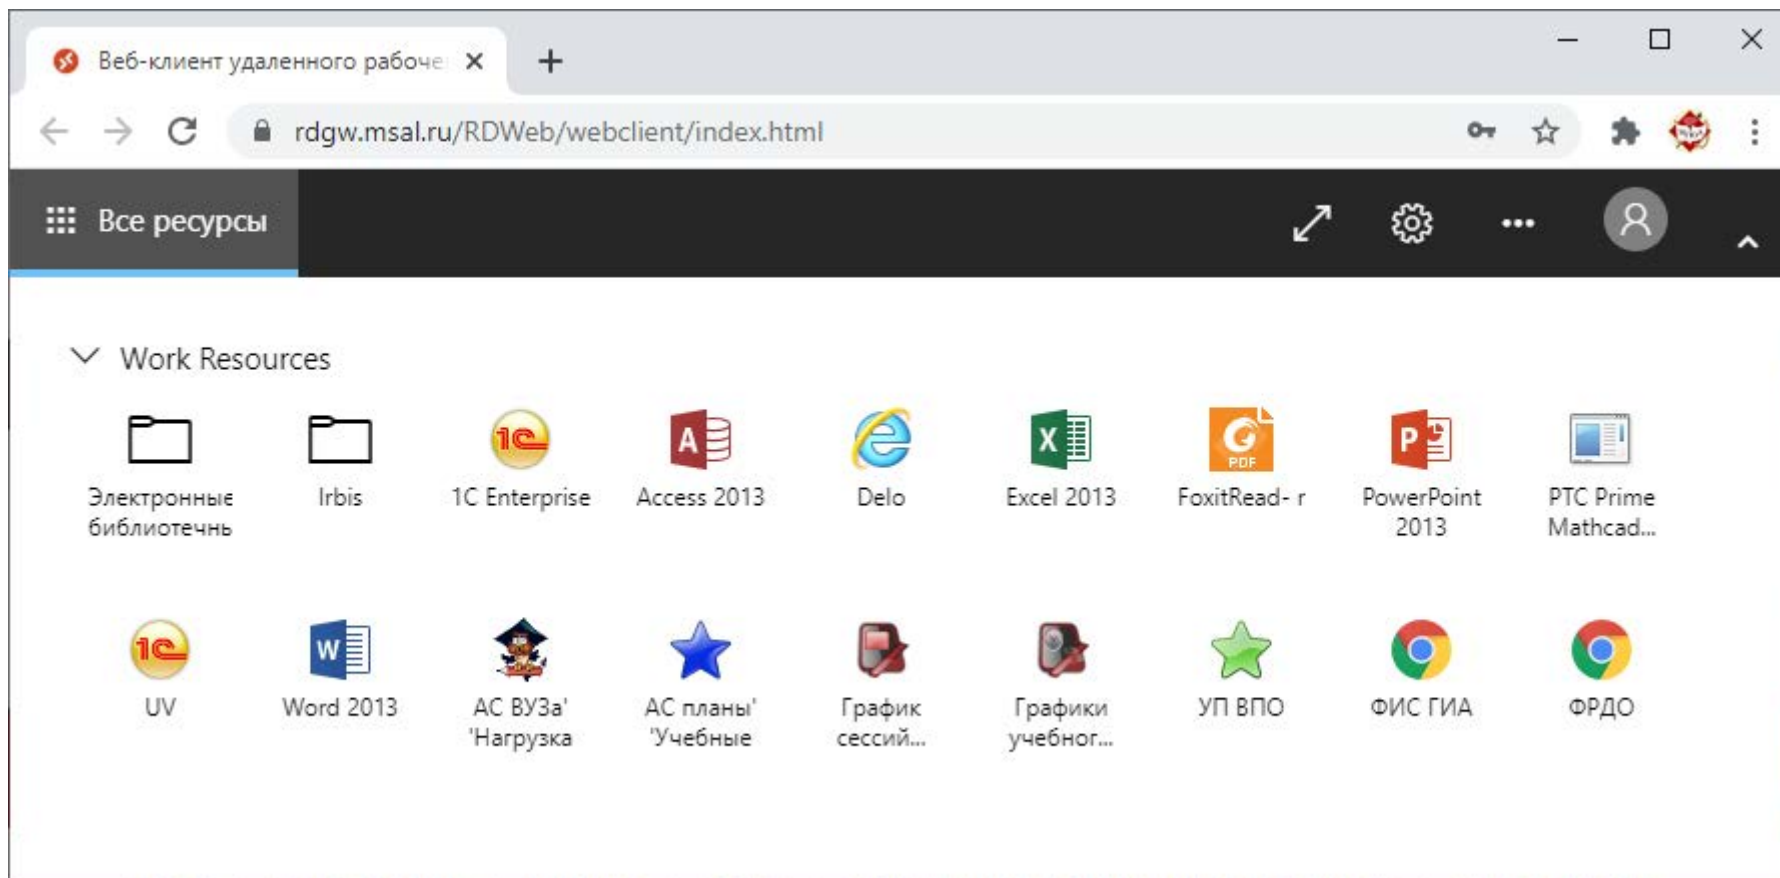 Веб-клиент удаленного рабоче
rdgw.msal.ru/RDWeb/webclient/index.html
Все ресурсы
Work Resources
Электронные
библиотечнь
Irbis
1C Enterprise
Access 2013
Delo
Excel 2013
FoxitRead- r
PowerPoint
2013
PTC Prime
Mathcad...
UV
Word 2013
АС ВУЗа'
'Нагрузка
АС планы'
'Учебные
График
сессий...
Графики
учебног...
УП ВПО
ФИС ГИА
ФРДО